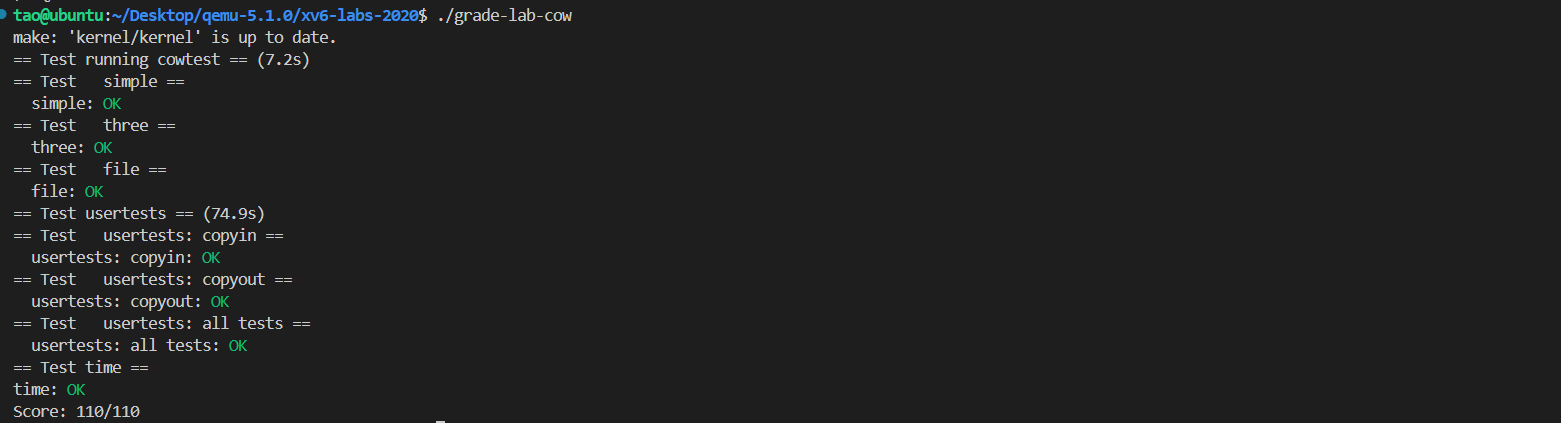 tao@ubuntu:~/Desktop/qemu-5.1.0/xv6-labs-2020$ ./grade-lab-cow
make: 'kernel/kernel' is up to date.
== Test running cowtest == (7.2s)
== Test   simple ==
  simple: OK
== Test   three ==
  three: OK
== Test   file ==
  file: OK
== Test usertests == (74.9s)
== Test   usertests: copyin ==
  usertests: copyin: OK
== Test   usertests: copyout ==
  usertests: copyout: OK
== Test   usertests: all tests ==
  usertests: all tests: OK
== Test time ==
time: OK
Score: 110/110